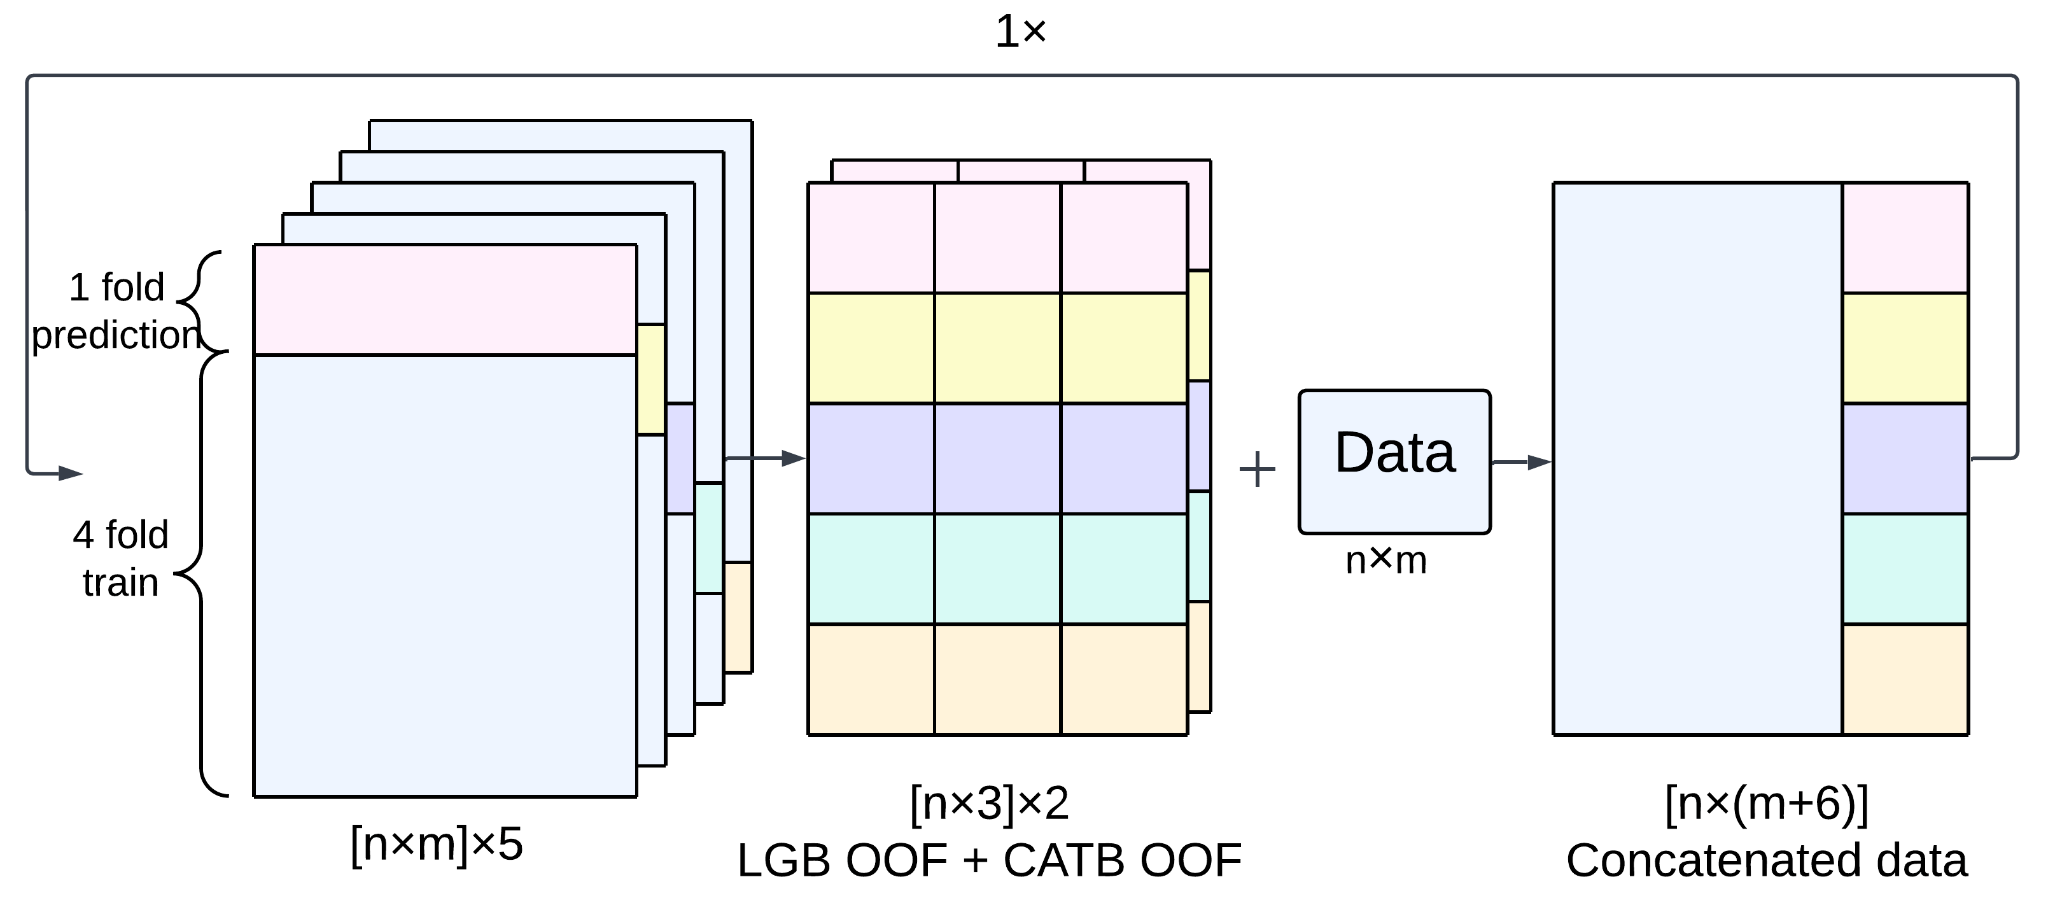 1×
1 fold
prediction
4 fold
train
[n×m]×5
[n×3]×2
LGB OOF + CATB OOF
+
Data
n×m
[n×(m+6)]
Concatenated data